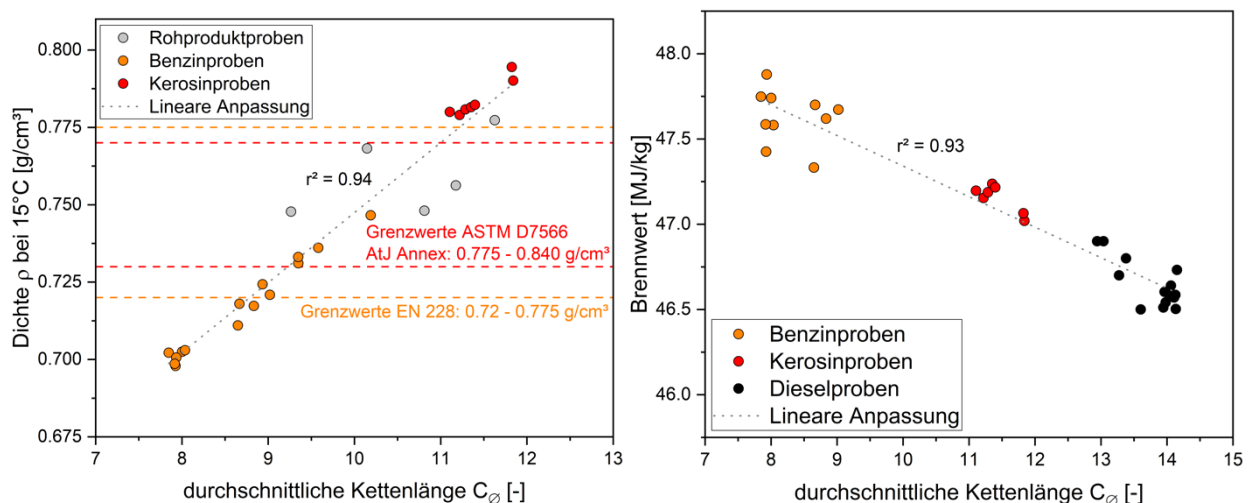 Dichte ρ bei 15°C [g/cm³]
0.800
0.775
0.750
0.725
0.700
0.675
Rohproduktproben
Benzinproben
Kerosinproben
Lineare Anpassung
r² = 0.94
Grenzwerte ASTM D7566
AtJ Annex: 0.775 - 0.840 g/cm³
Grenzwerte EN 228: 0.72 - 0.775 g/cm³
7 8 9 10 11 12 13
durchschnittliche Kettenlänge C∅ [-]
Brennwert [MJ/kg]
48.0
47.5
47.0
46.5
46.0
r² = 0.93
Benzinproben
Kerosinproben
Dieselproben
Lineare Anpassung
7 8 9 10 11 12 13 14 15
durchschnittliche Kettenlänge C∅ [-]